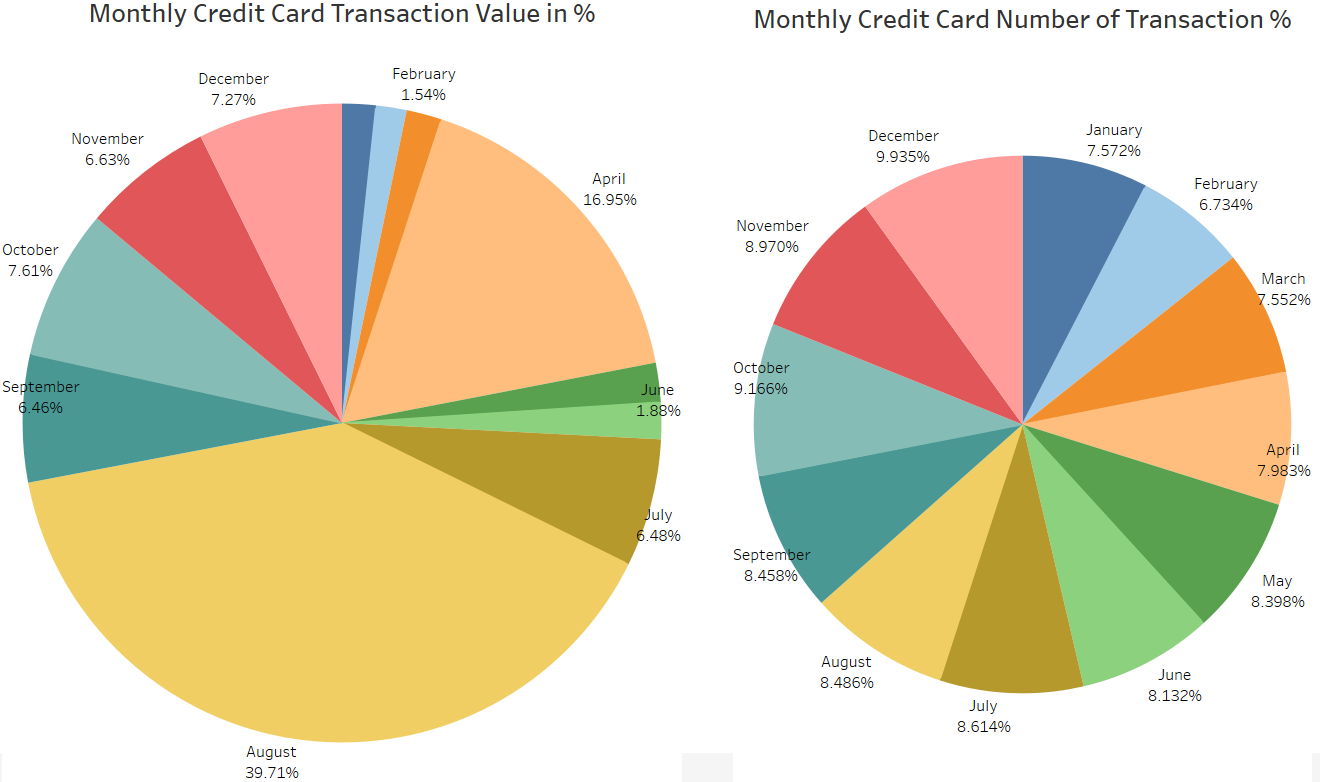 Monthly Credit Card Transaction Value in %
December
7.27%
February
1.54%
November
6.63%
April
16.95%
October
7.61%
June
1.88%
September
6.46%
July
6.48%
August
39.71%
Monthly Credit Card Number of Transaction %
December
9.935%
January
7.572%
February
6.734%
November
8.970%
March
7.552%
October
9.166%
April
7.983%
September
8.458%
May
8.398%
August
8.486%
June
8.132%
July
8.614%